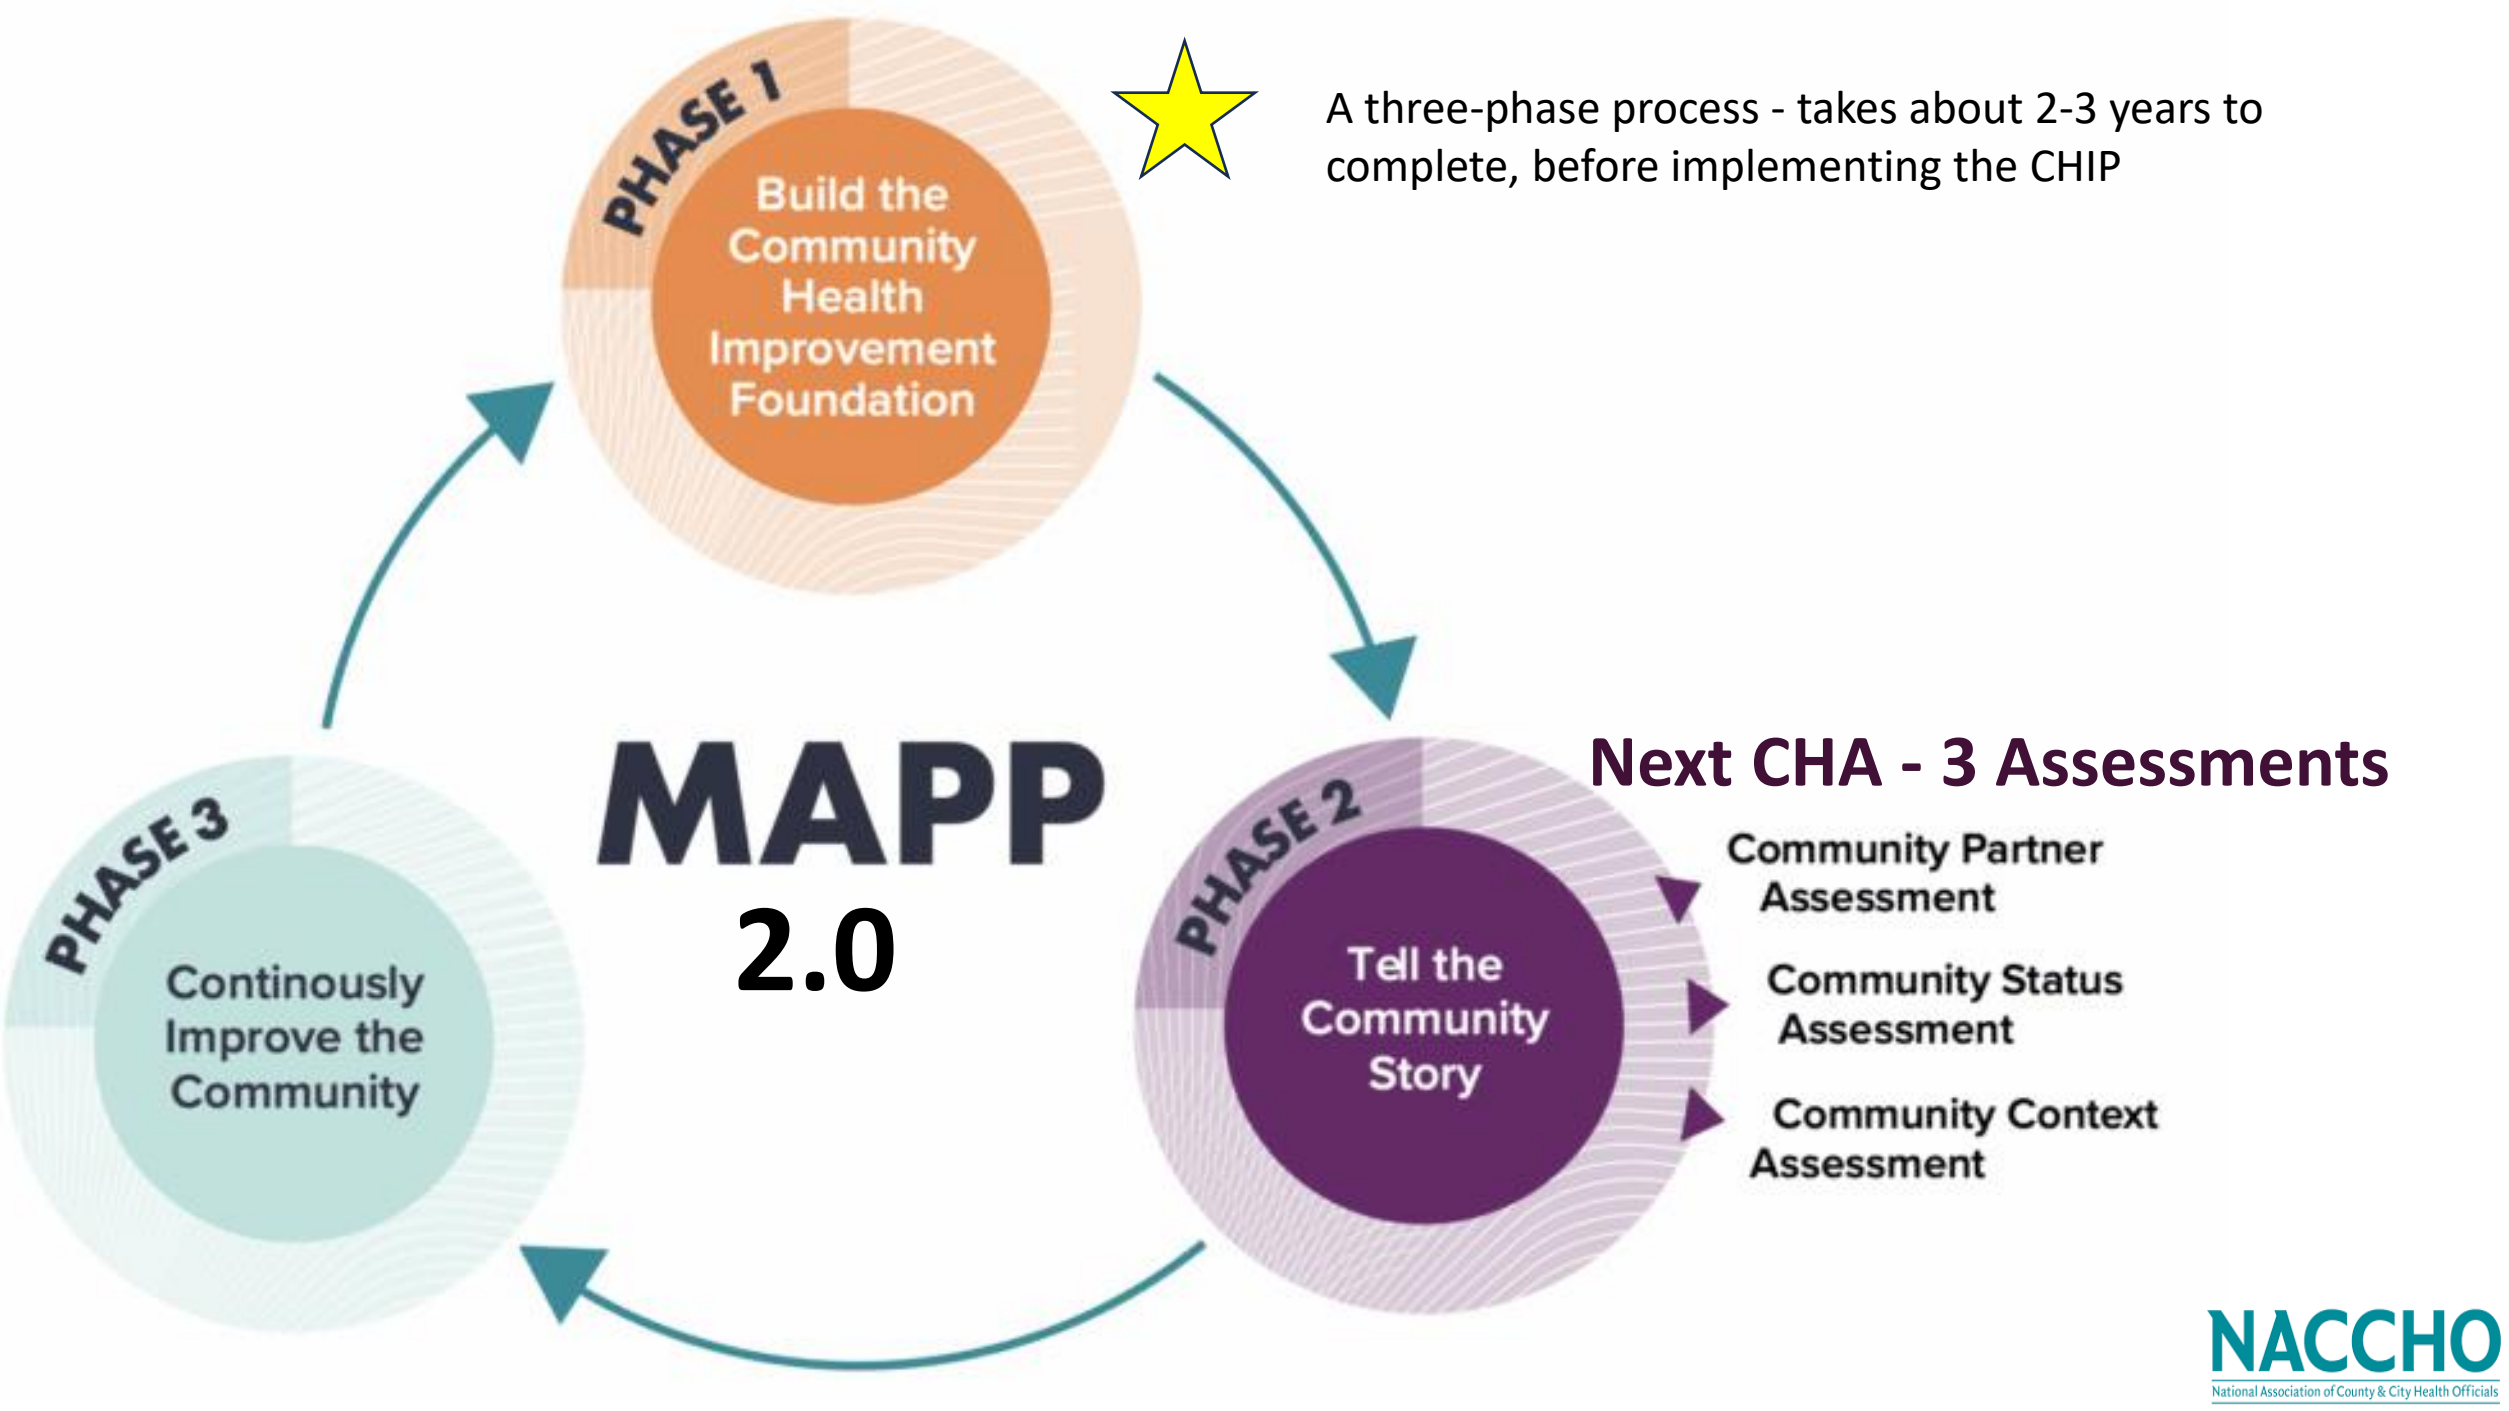 PHASE 1
Build the
Community
Health
Improvement
Foundation
A three-phase process - takes about 2-3 years to
complete, before implementing the CHIP
MAPP
2.0
PHASE 2
Tell the
Community
Story
Next CHA - 3 Assessments
Community Partner
Assessment
Community Status
Assessment
Community Context
Assessment
PHASE 3
Continously
Improve the
Community
NACCHO
National Association of County & City Health Officials